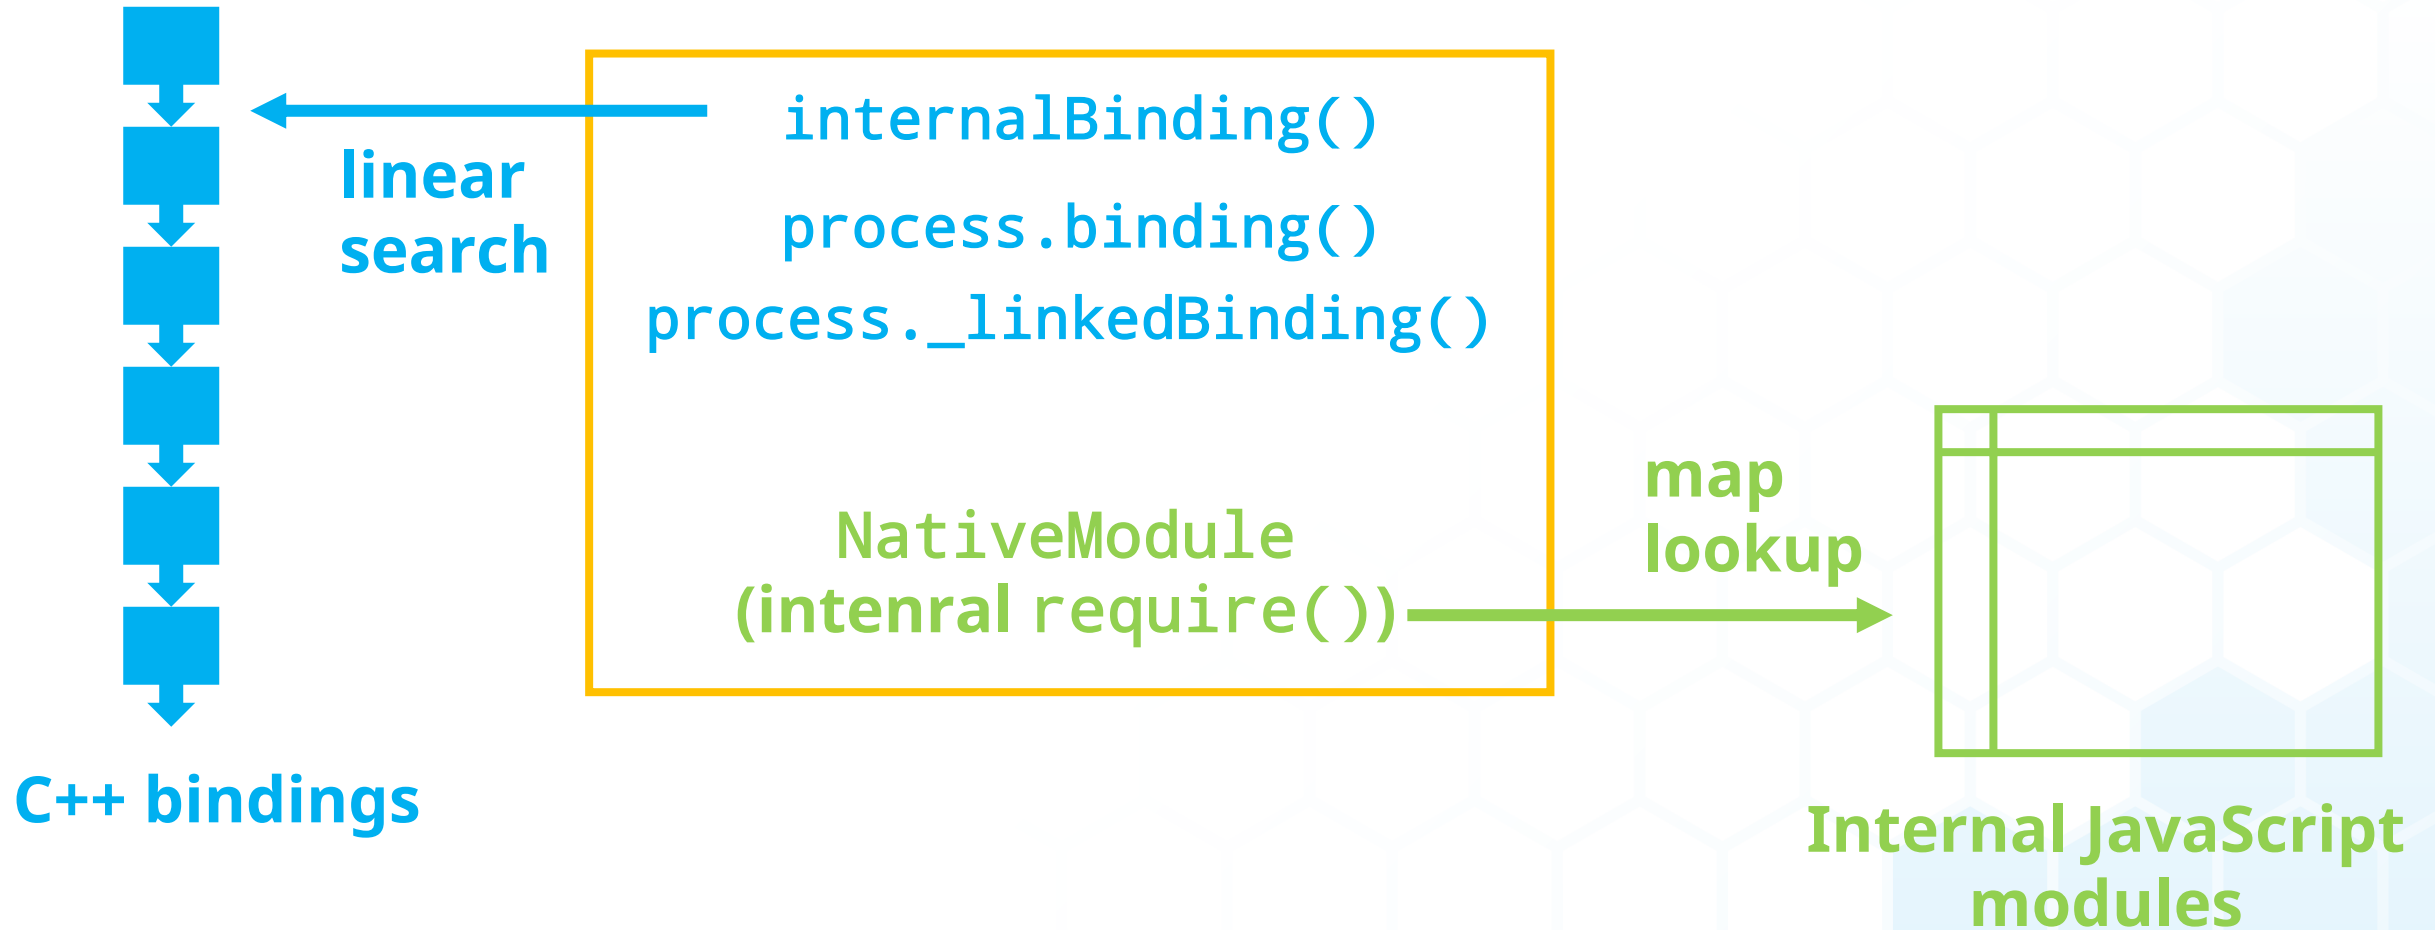 internalBinding()
linear
search
process.binding()
process._linkedBinding()
NativeModule
(intenral require())
map
lookup
C++ bindings
Internal JavaScript
modules